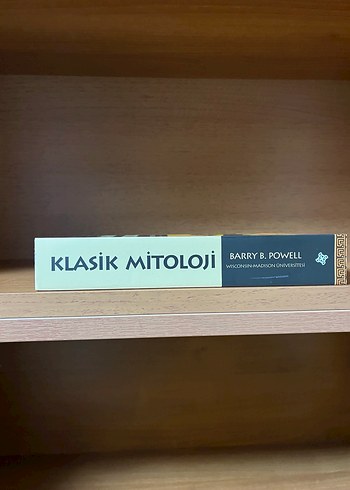 KLASİK MİTOLOJİ
BARRY B. POWELL
WISCONSIN-MADISON ÜNİVERSİTESİ